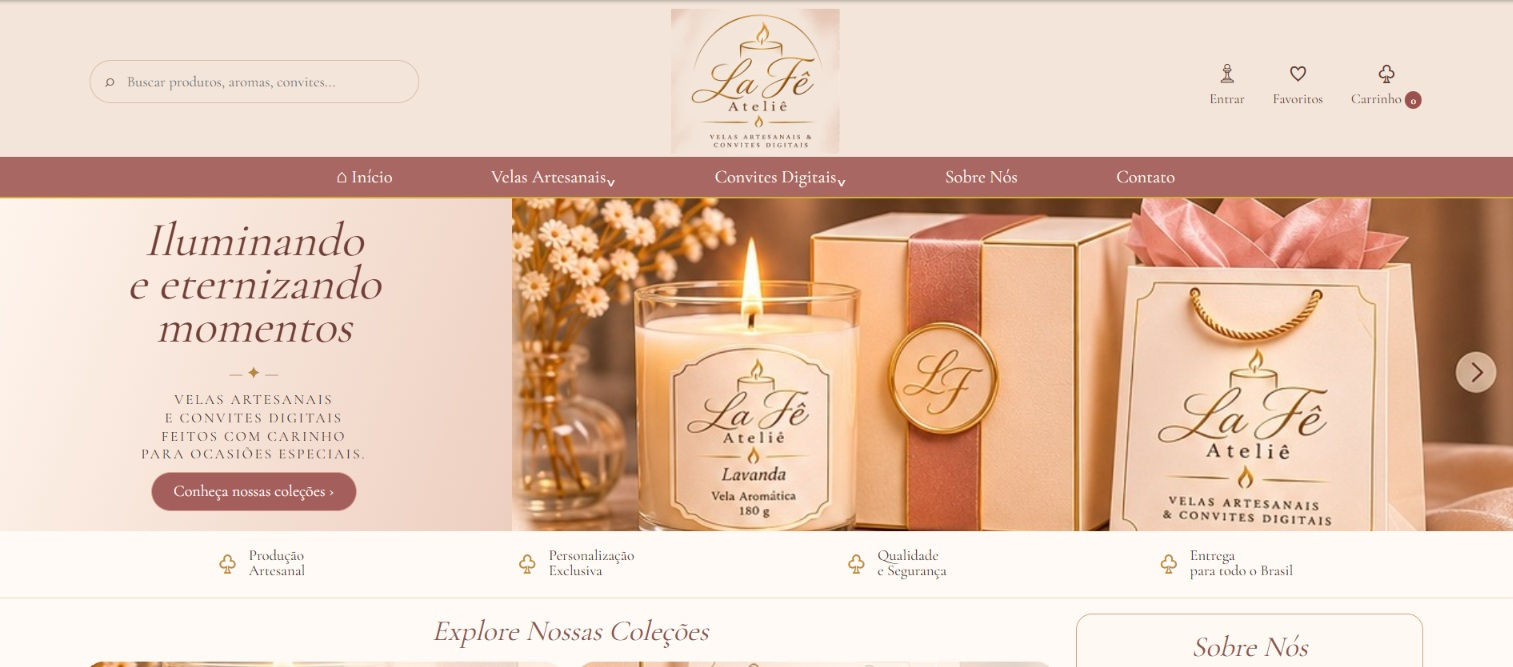 Buscar produtos, aromas, convites...
La Fê
Ateliê
VELAS ARTESANAIS &
CONVITES DIGITAIS
Entrar
Favoritos
Carrinho 0
Início
Velas Artesanais
Convites Digitais
Sobre Nós
Contato
Iluminando
e eternizando
momentos
VELAS ARTESANAIS
E CONVITES DIGITAIS
FEITOS COM CARINHO
PARA OCASIÕES ESPECIAIS.
Conheça nossas coleções ›
La Fê
Ateliê
Lavanda
Vela Aromática
180 g
LF
La Fê
Ateliê
VELAS ARTESANAIS
& CONVITES DIGITAIS
Produção
Artesanal
Personalização
Exclusiva
Qualidade
e Segurança
Entrega
para todo o Brasil
Explore Nossas Coleções
Sobre Nós